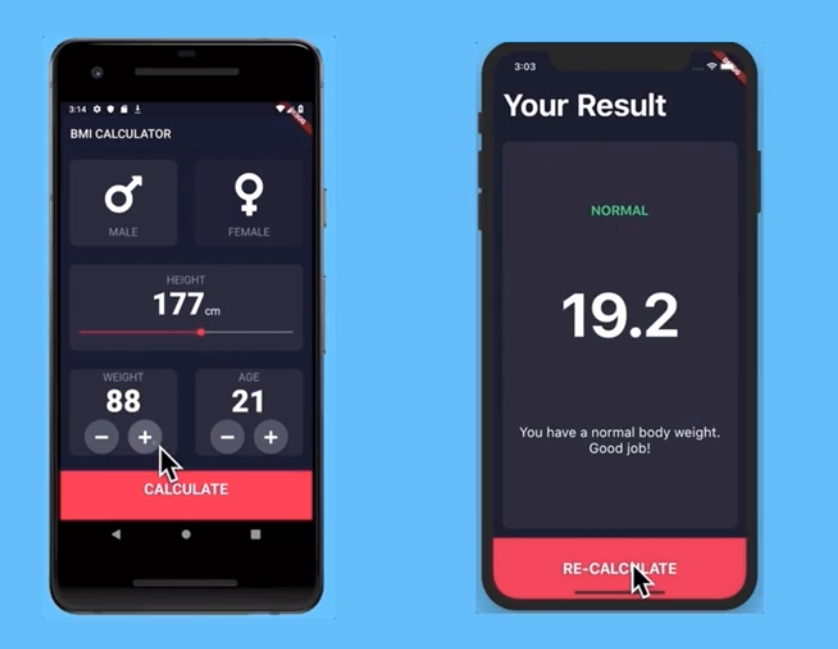 3:14
BMI CALCULATOR
MALE
FEMALE
HEIGHT
177cm
WEIGHT
88
AGE
21
CALCULATE
3:03
Your Result
NORMAL
19.2
You have a normal body weight.
Good job!
RE-CALCULATE